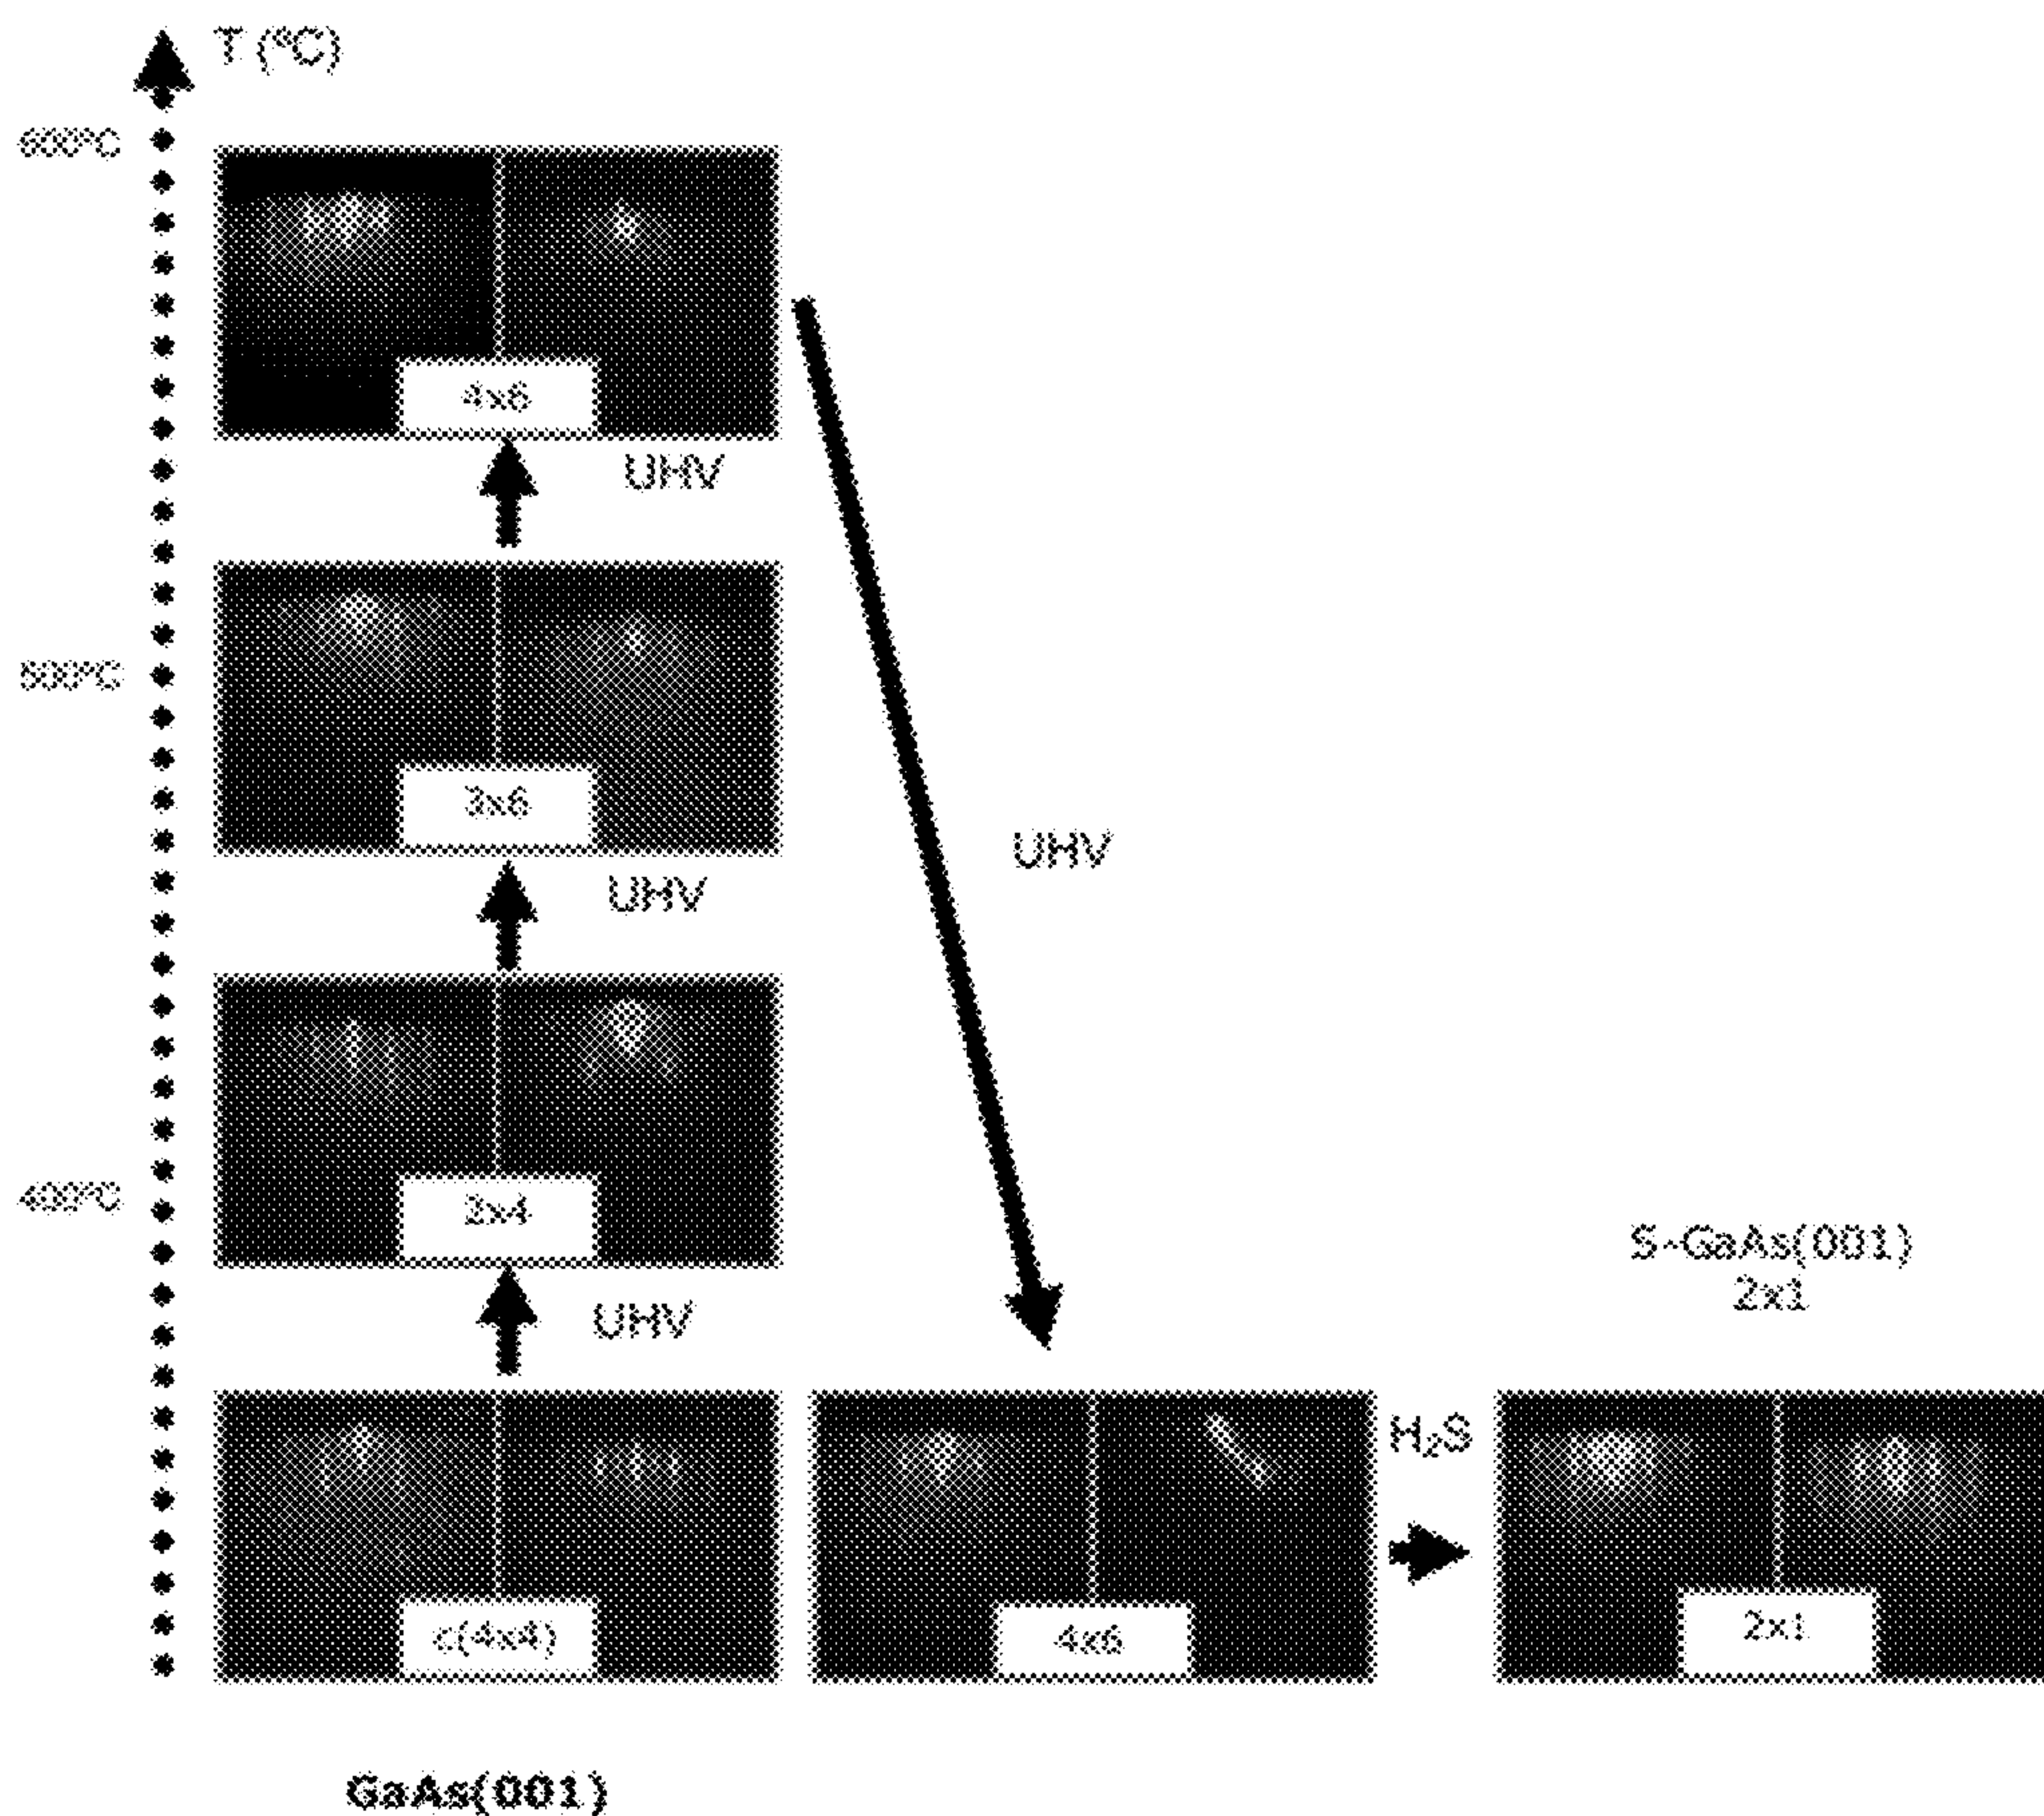 T (°C)
600°C
4x6
UHV
500°C
3x6
UHV
UHV
2x4
400°C
S-GaAs(001)
2x1
UHV
H₂S
c(4x4)
4x6
2x1
GaAs(001)